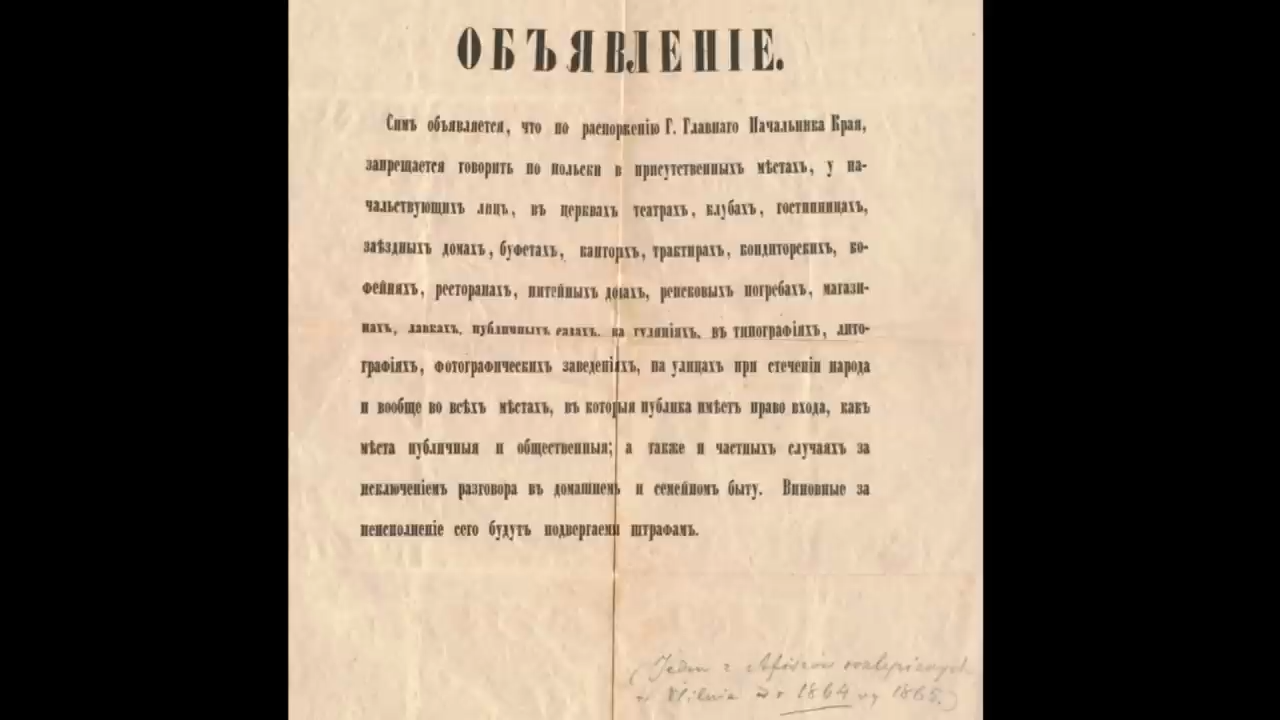 ОБЪЯВЛЕНІЕ.
Симъ объявляется, что по распоряженію Г. Главнаго Начальника Края,
запрещается говорить по польски в присутственныхъ мѣстахъ, у на-
чальствующихъ лицъ, въ церквахъ театрахъ, клубахъ, гостинницахъ,
заѣздныхъ домахъ, буфетахъ, канторхъ, трактирахъ, кондиторскихъ, ко-
фейняхъ, ресторанахъ, питейныхъ домахъ, ренсковыхъ погребахъ, магази-
нахъ, лавкахъ, публичныхъ садахъ, на гуляніяхъ, въ типографіяхъ, лито-
графіяхъ, фотографическихъ заведеніяхъ, на улицахъ при стеченіи народа
и вообще во всѣхъ мѣстахъ, въ которыя публика имѣетъ право входа, какъ
мѣста публичныя и общественныя; а также и частныхъ случаяхъ за
исключеніемъ разговора въ домашнемъ и семейномъ быту. Виновные за
неисполненіе сего будутъ подвергаемы штрафамъ.
(Jeden z Afiszów rozlepianych
w Wilnie w r 1864 czy 1865.)